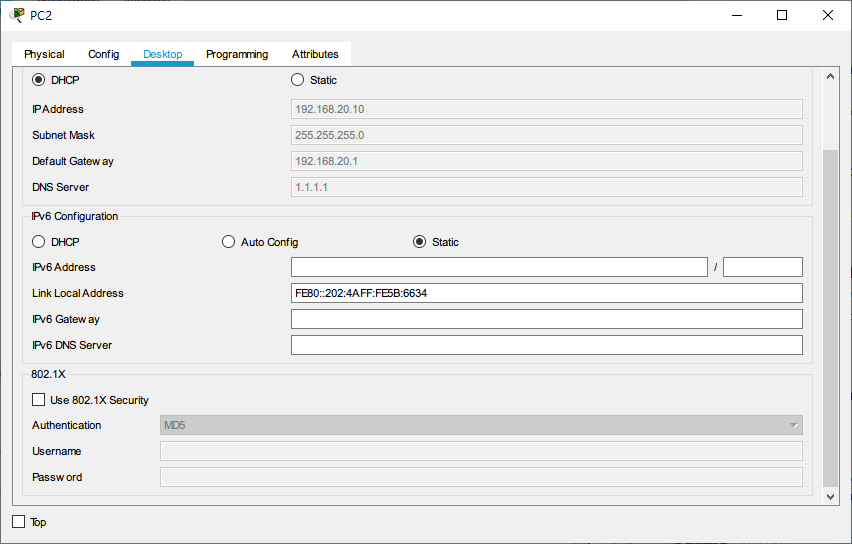 PC2
Physical Config Desktop Programming Attributes
DHCP Static
IP Address 192.168.20.10
Subnet Mask 255.255.255.0
Default Gateway 192.168.20.1
DNS Server 1.1.1.1
IPv6 Configuration
DHCP Auto Config Static
IPv6 Address /
Link Local Address FE80::202:4AFF:FE5B:6634
IPv6 Gateway
IPv6 DNS Server
802.1X
Use 802.1X Security
Authentication MD5
Username
Password
Top